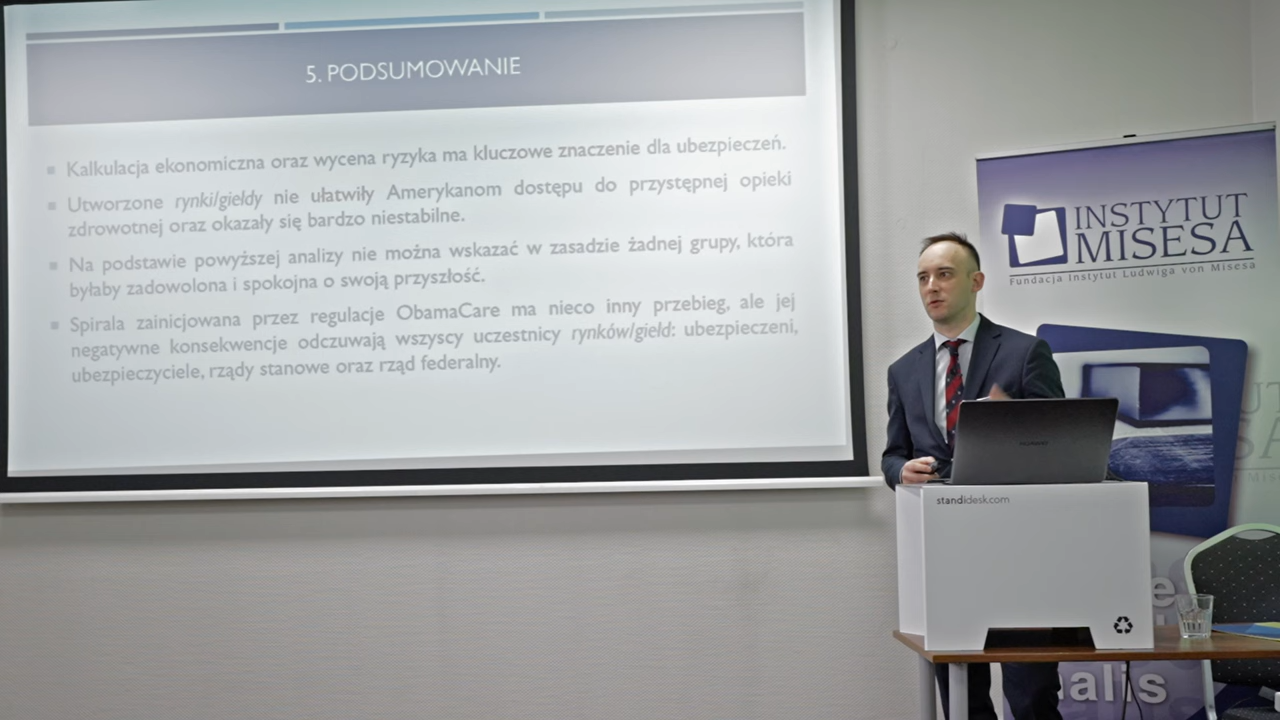 5. PODSUMOWANIE
Kalkulacja ekonomiczna oraz wycena ryzyka ma kluczowe znaczenie dla ubezpieczeń.
Utworzone rynki/giełdy nie ułatwiły Amerykanom dostępu do przystępnej opieki
zdrowotnej oraz okazały się bardzo niestabilne.
Na podstawie powyższej analizy nie można wskazać w zasadzie żadnej grupy, która
byłaby zadowolona i spokojna o swoją przyszłość.
Spirala zainicjowana przez regulacje ObamaCare ma nieco inny przebieg, ale jej
negatywne konsekwencje odczuwają wszyscy uczestnicy rynków/giełd: ubezpieczeni,
ubezpieczyciele, rządy stanowe oraz rząd federalny.
INSTYTUT
MISESA
Fundacja Instytut Ludwiga von Misesa
standidesk.com
alis